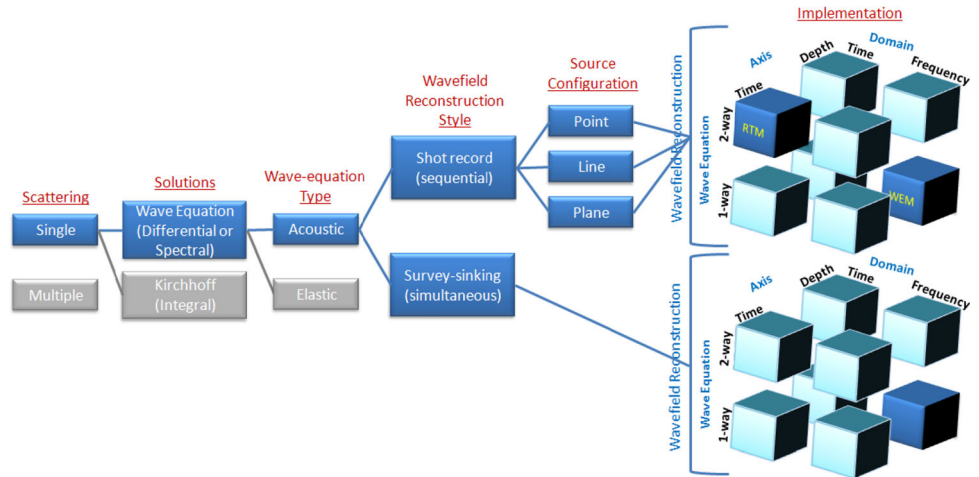 Scattering
Single
Multiple
Solutions
Wave Equation
(Differential or
Spectral)
Kirchhoff
(Integral)
Wave-equation
Type
Acoustic
Elastic
Wavefield
Reconstruction
Style
Shot record
(sequential)
Survey-sinking
(simultaneous)
Source
Configuration
Point
Line
Plane
Implementation
Wavefield Reconstruction
Wave Equation
2-way
1-way
Axis
Time
Depth
Domain
Time
Frequency
RTM
WEM
Wavefield Reconstruction
Wave Equation
2-way
1-way
Axis
Time
Depth
Domain
Time
Frequency